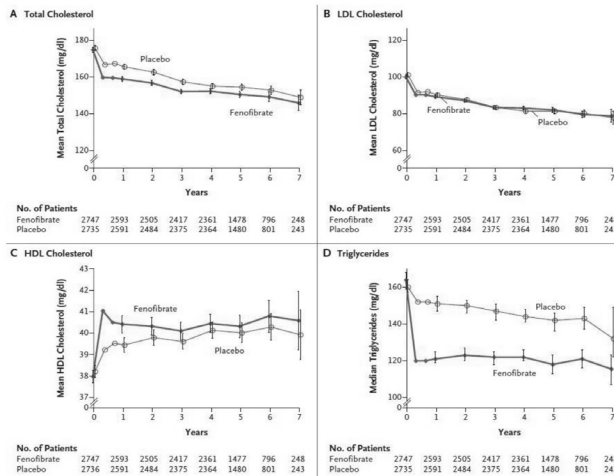 A Total Cholesterol
Mean Total Cholesterol (mg/dl)
180
160
140
120
0
Placebo
Fenofibrate
0 1 2 3 4 5 6 7
Years
No. of Patients
Fenofibrate 2747 2593 2505 2417 2361 1478 796 248
Placebo 2735 2591 2484 2375 2364 1480 801 243
B LDL Cholesterol
Mean LDL Cholesterol (mg/dl)
120
100
80
60
0
Fenofibrate
Placebo
0 1 2 3 4 5 6 7
Years
No. of Patients
Fenofibrate 2747 2593 2505 2417 2361 1477 796 24
Placebo 2735 2591 2484 2375 2364 1480 801 24
C HDL Cholesterol
Mean HDL Cholesterol (mg/dl)
43
42
41
40
39
38
37
0
Fenofibrate
Placebo
0 1 2 3 4 5 6 7
Years
No. of Patients
Fenofibrate 2747 2593 2505 2417 2361 1477 796 248
Placebo 2736 2591 2484 2375 2364 1480 801 243
D Triglycerides
Median Triglycerides (mg/dl)
160
140
120
100
0
Placebo
Fenofibrate
0 1 2 3 4 5 6 7
Years
No. of Patients
Fenofibrate 2747 2593 2505 2417 2361 1478 796 248
Placebo 2735 2591 2484 2375 2364 1480 801 243